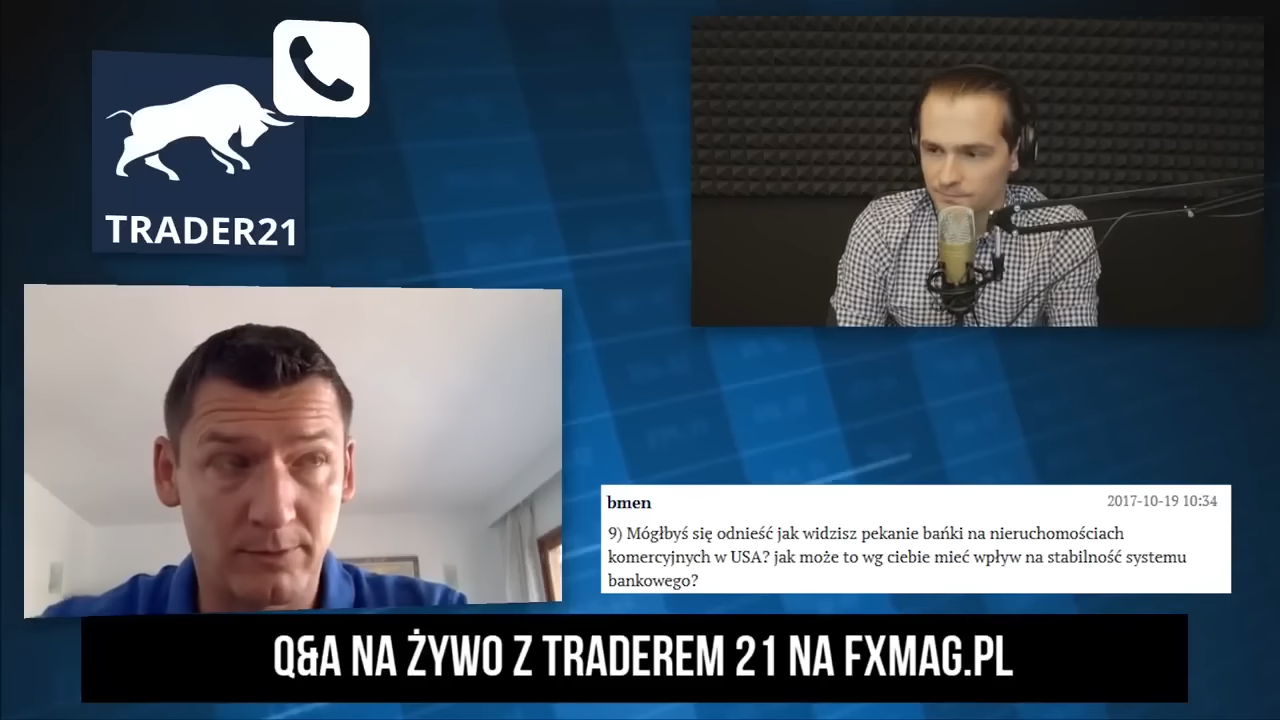 TRADER21
bmen
2017-10-19 10:34
9) Mógłbyś się odnieść jak widzisz pekanie bańki na nieruchomościach
komercyjnych w USA? jak może to wg ciebie mieć wpływ na stabilność systemu
bankowego?
Q&A NA ŻYWO Z TRADEREM 21 NA FXMAG.PL